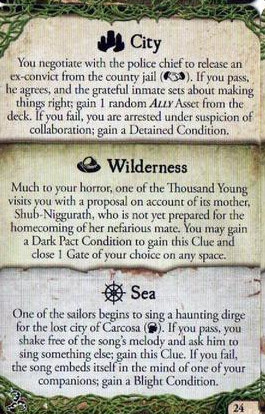 City
You negotiate with the police chief to release an
ex-convict from the county jail (). If you pass,
he agrees, and the grateful inmate sets about making
things right; gain 1 random ALLY Asset from the
deck. If you fail, you are arrested under suspicion of
collaboration; gain a Detained Condition.
Wilderness
Much to your horror, one of the Thousand Young
visits you with a proposal on account of its mother,
Shub-Niggurath, who is not yet prepared for the
homecoming of her nefarious mate. You may gain
a Dark Pact Condition to gain this Clue and
close 1 Gate of your choice on any space.
Sea
One of the sailors begins to sing a haunting dirge
for the lost city of Carcosa (). If you pass, you
shake free of the song's melody and ask him to
sing something else; gain this Clue. If you fail,
the song embeds itself in the mind of one of your
companions; gain a Blight Condition.
24